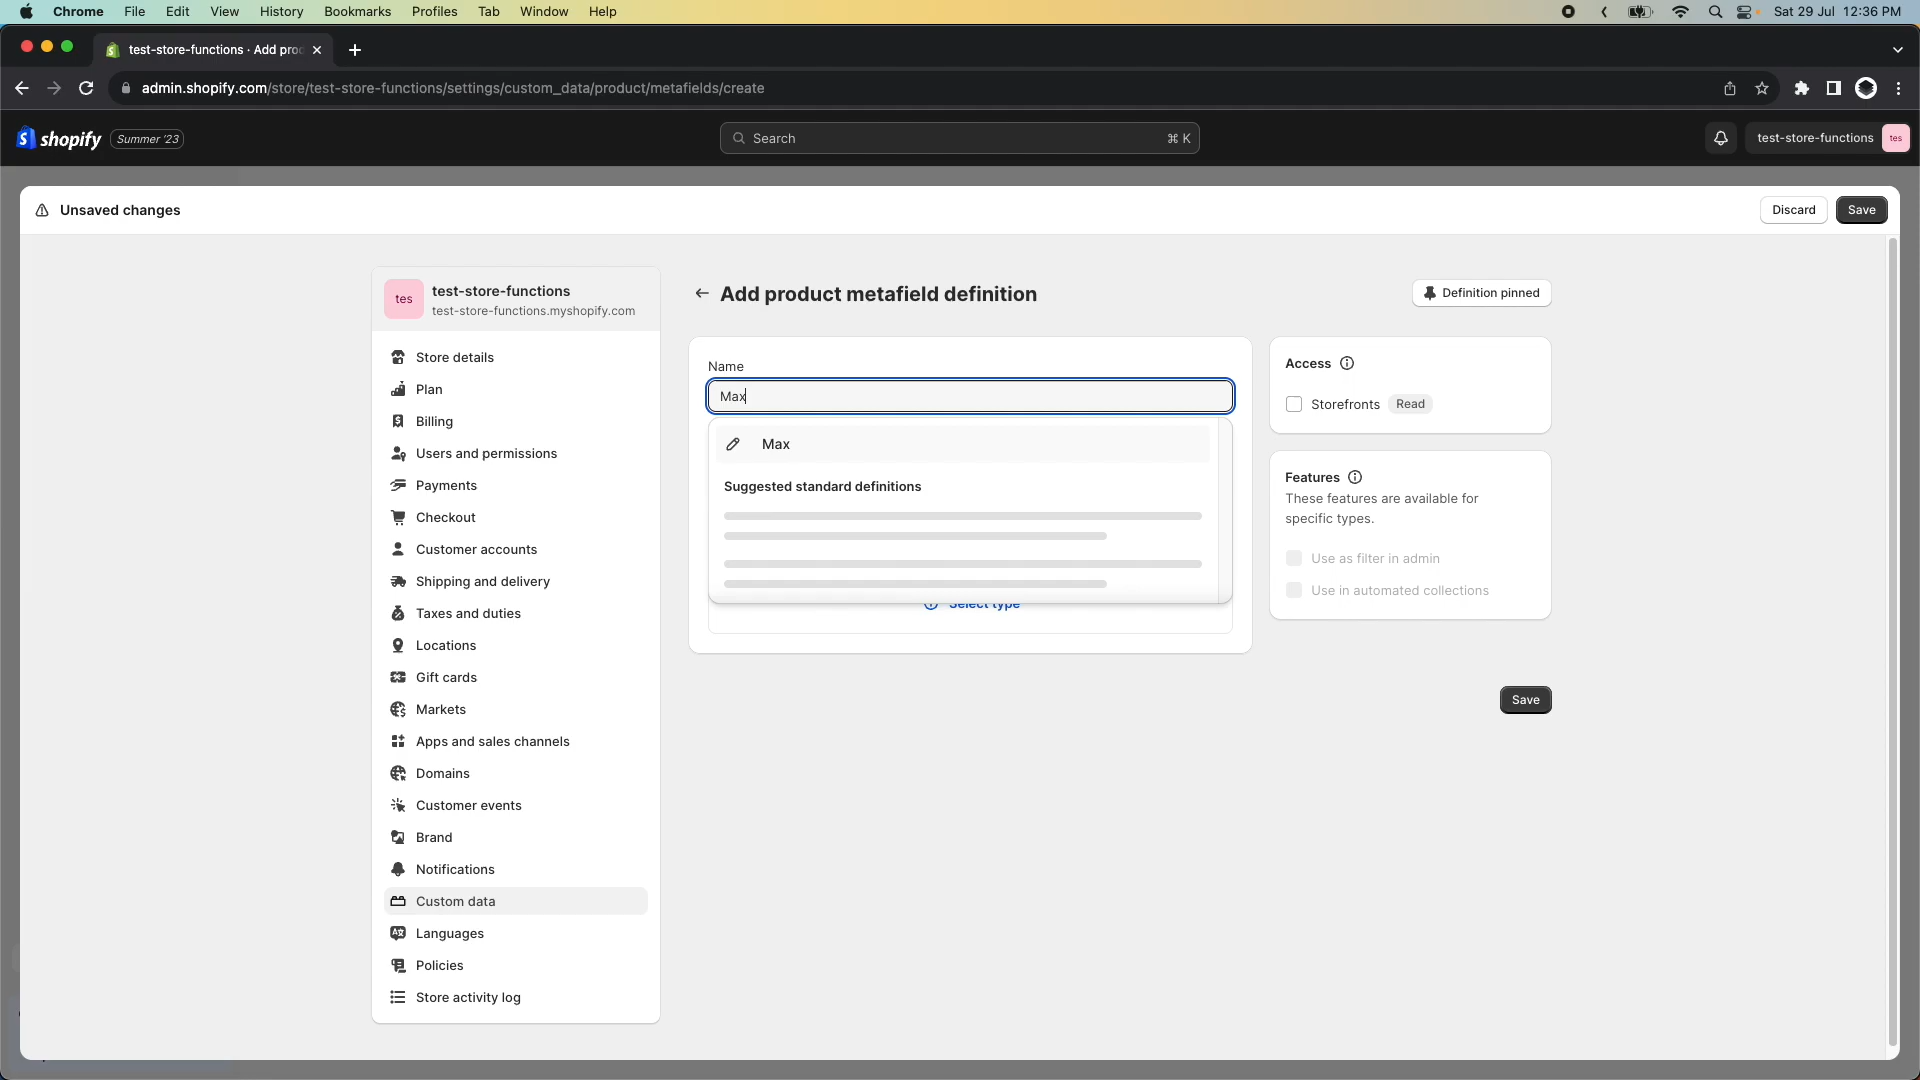 Chrome File Edit View History Bookmarks Profiles Tab Window Help
Sat 29 Jul 12:36 PM
test-store-functions · Add proc
admin.shopify.com/store/test-store-functions/settings/custom_data/product/metafields/create
shopify Summer '23
Search ⌘ K
test-store-functions tes
Unsaved changes
Discard Save
tes
test-store-functions
test-store-functions.myshopify.com
Store details
Plan
Billing
Users and permissions
Payments
Checkout
Customer accounts
Shipping and delivery
Taxes and duties
Locations
Gift cards
Markets
Apps and sales channels
Domains
Customer events
Brand
Notifications
Custom data
Languages
Policies
Store activity log
Add product metafield definition
Definition pinned
Name
Max
Max
Suggested standard definitions
Select type
Access
Storefronts Read
Features
These features are available for
specific types.
Use as filter in admin
Use in automated collections
Save